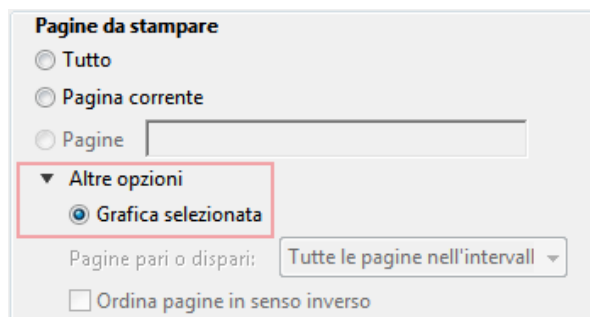 Pagine da stampare
Tutto
Pagina corrente
Pagine
Altre opzioni
Grafica selezionata
Pagine pari o dispari: Tutte le pagine nell'intervall
Ordina pagine in senso inverso